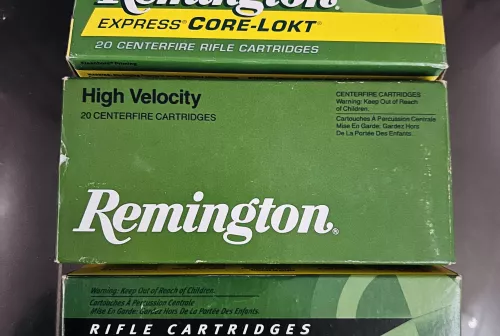 Remington.
EXPRESS® CORE-LOKT®
20 CENTERFIRE RIFLE CARTRIDGES
High Velocity
20 CENTERFIRE CARTRIDGES
CENTERFIRE CARTRIDGES
Warning: Keep Out of Reach
of Children.
Cartouches À Percussion Centrale
Mise En Garde: Gardez Hors
De La Portée Des Enfants.
Remington®
Warning: Keep Out of Reach of Children.
Cartouches À Percussion Centrale
Mise En Garde: Gardez Hors De La Portée Des Enfants.
RIFLE CARTRIDGES